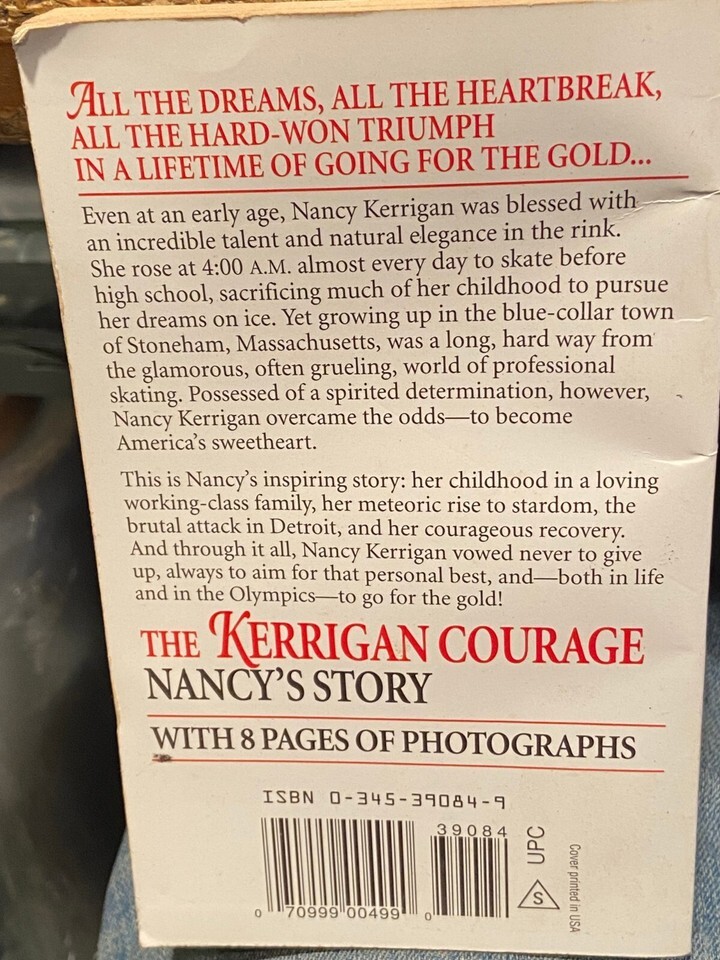 ALL THE DREAMS, ALL THE HEARTBREAK,
ALL THE HARD-WON TRIUMPH
IN A LIFETIME OF GOING FOR THE GOLD...
Even at an early age, Nancy Kerrigan was blessed with
an incredible talent and natural elegance in the rink.
She rose at 4:00 A.M. almost every day to skate before
high school, sacrificing much of her childhood to pursue
her dreams on ice. Yet growing up in the blue-collar town
of Stoneham, Massachusetts, was a long, hard way from
the glamorous, often grueling, world of professional
skating. Possessed of a spirited determination, however,
Nancy Kerrigan overcame the odds—to become
America's sweetheart.
This is Nancy's inspiring story: her childhood in a loving
working-class family, her meteoric rise to stardom, the
brutal attack in Detroit, and her courageous recovery.
And through it all, Nancy Kerrigan vowed never to give
up, always to aim for that personal best, and—both in life
and in the Olympics—to go for the gold!
THE KERRIGAN COURAGE
NANCY'S STORY
WITH 8 PAGES OF PHOTOGRAPHS
ISBN 0-345-39084-9
39084
0 70999 00499 0
UPC
S
Cover printed in USA